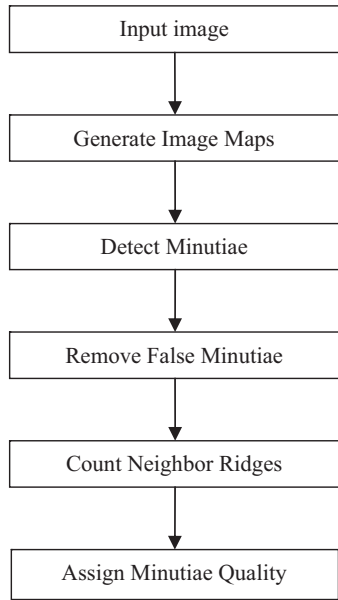 Input image
Generate Image Maps
Detect Minutiae
Remove False Minutiae
Count Neighbor Ridges
Assign Minutiae Quality